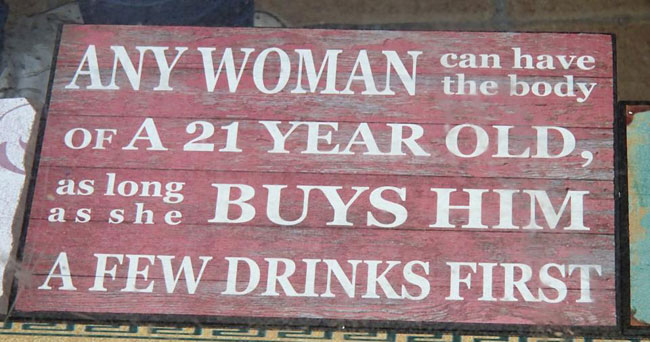 ANY WOMAN can have the body
OF A 21 YEAR OLD,
as long as she BUYS HIM
A FEW DRINKS FIRST